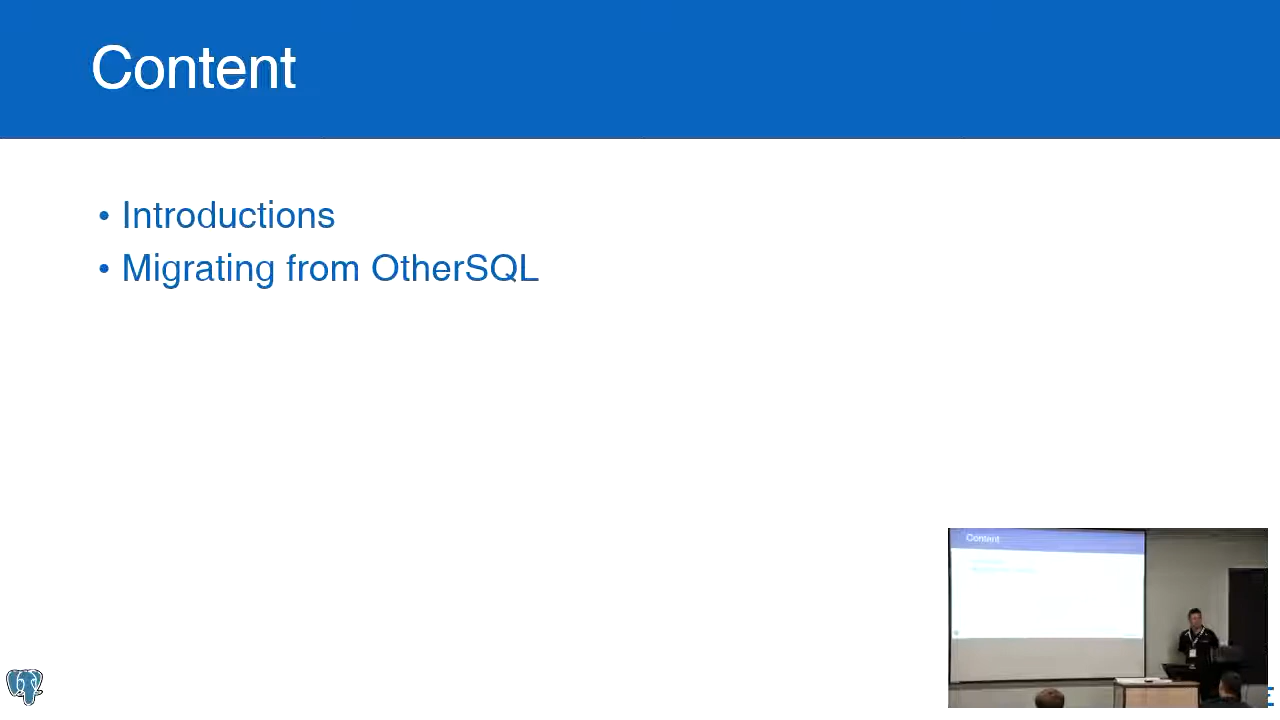 Content
• Introductions
• Migrating from OtherSQL
Content